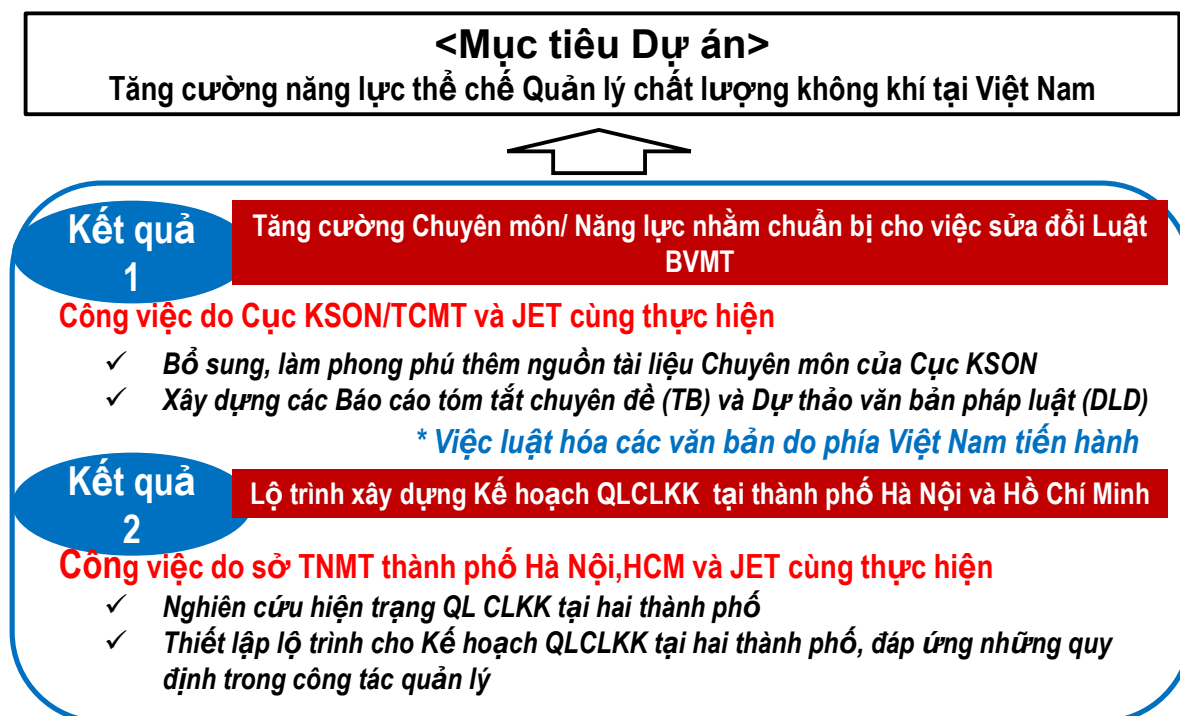 <Mục tiêu Dự án>
Tăng cường năng lực thể chế Quản lý chất lượng không khí tại Việt Nam
Kết quả
1
Tăng cường Chuyên môn/ Năng lực nhằm chuẩn bị cho việc sửa đổi Luật
BVMT
Công việc do Cục KSON/TCMT và JET cùng thực hiện
✓ Bổ sung, làm phong phú thêm nguồn tài liệu Chuyên môn của Cục KSON
✓ Xây dựng các Báo cáo tóm tắt chuyên đề (TB) và Dự thảo văn bản pháp luật (DLD)
* Việc luật hóa các văn bản do phía Việt Nam tiến hành
Kết quả
2
Lộ trình xây dựng Kế hoạch QLCLKK tại thành phố Hà Nội và Hồ Chí Minh
Công việc do sở TNMT thành phố Hà Nội,HCM và JET cùng thực hiện
✓ Nghiên cứu hiện trạng QL CLKK tại hai thành phố
✓ Thiết lập lộ trình cho Kế hoạch QLCLKK tại hai thành phố, đáp ứng những quy
định trong công tác quản lý